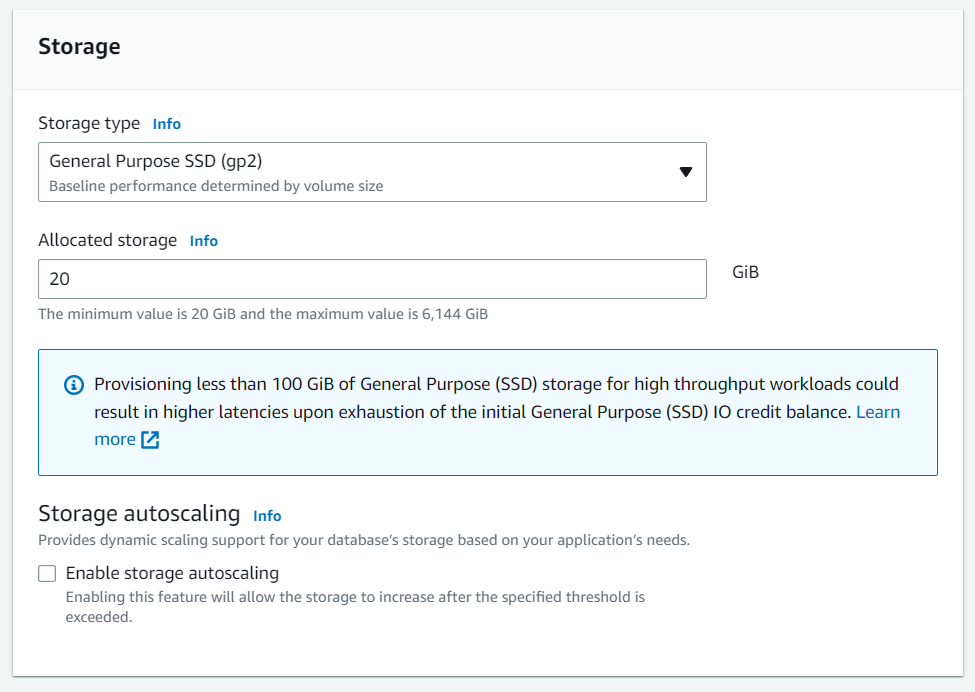 Storage
Storage type Info
General Purpose SSD (gp2)
Baseline performance determined by volume size
Allocated storage Info
20
GiB
The minimum value is 20 GiB and the maximum value is 6,144 GiB
Provisioning less than 100 GiB of General Purpose (SSD) storage for high throughput workloads could
result in higher latencies upon exhaustion of the initial General Purpose (SSD) IO credit balance. Learn
more
Storage autoscaling Info
Provides dynamic scaling support for your database’s storage based on your application’s needs.
Enable storage autoscaling
Enabling this feature will allow the storage to increase after the specified threshold is
exceeded.